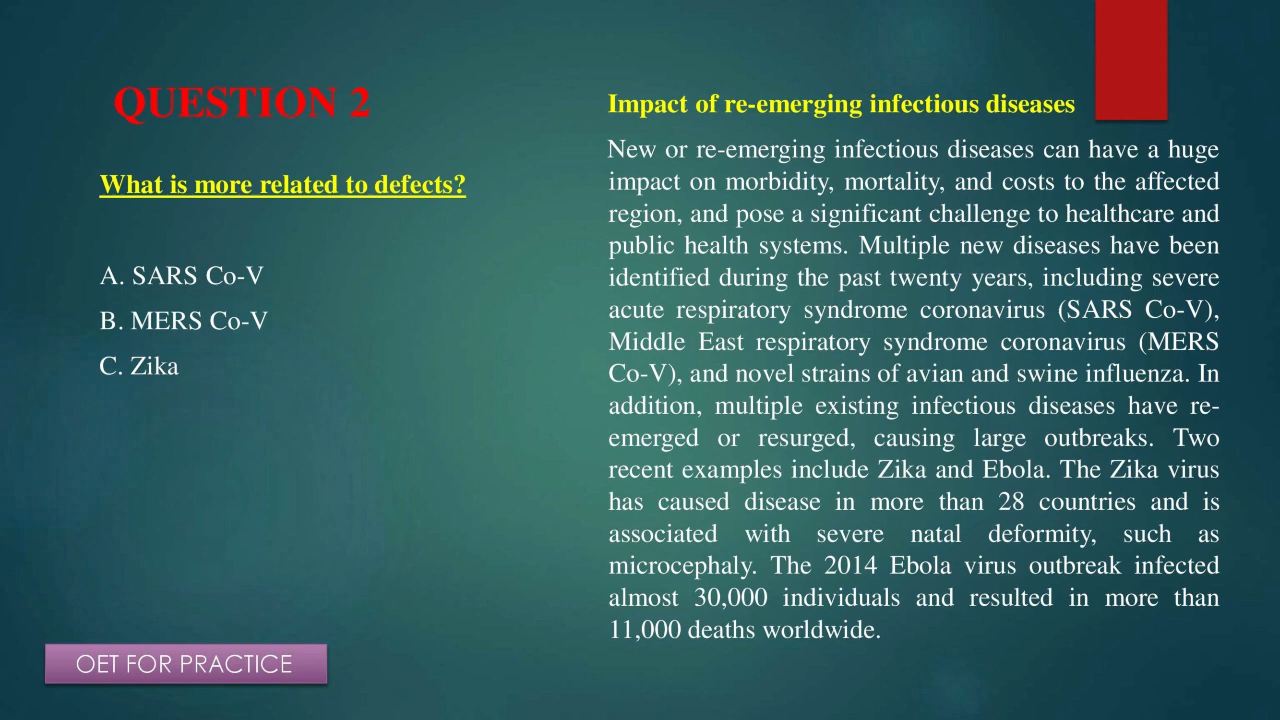 QUESTION 2
What is more related to defects?
A. SARS Co-V
B. MERS Co-V
C. Zika
Impact of re-emerging infectious diseases
New or re-emerging infectious diseases can have a huge
impact on morbidity, mortality, and costs to the affected
region, and pose a significant challenge to healthcare and
public health systems. Multiple new diseases have been
identified during the past twenty years, including severe
acute respiratory syndrome coronavirus (SARS Co-V),
Middle East respiratory syndrome coronavirus (MERS
Co-V), and novel strains of avian and swine influenza. In
addition, multiple existing infectious diseases have re-
emerged or resurged, causing large outbreaks. Two
recent examples include Zika and Ebola. The Zika virus
has caused disease in more than 28 countries and is
associated with severe natal deformity, such as
microcephaly. The 2014 Ebola virus outbreak infected
almost 30,000 individuals and resulted in more than
11,000 deaths worldwide.
OET FOR PRACTICE